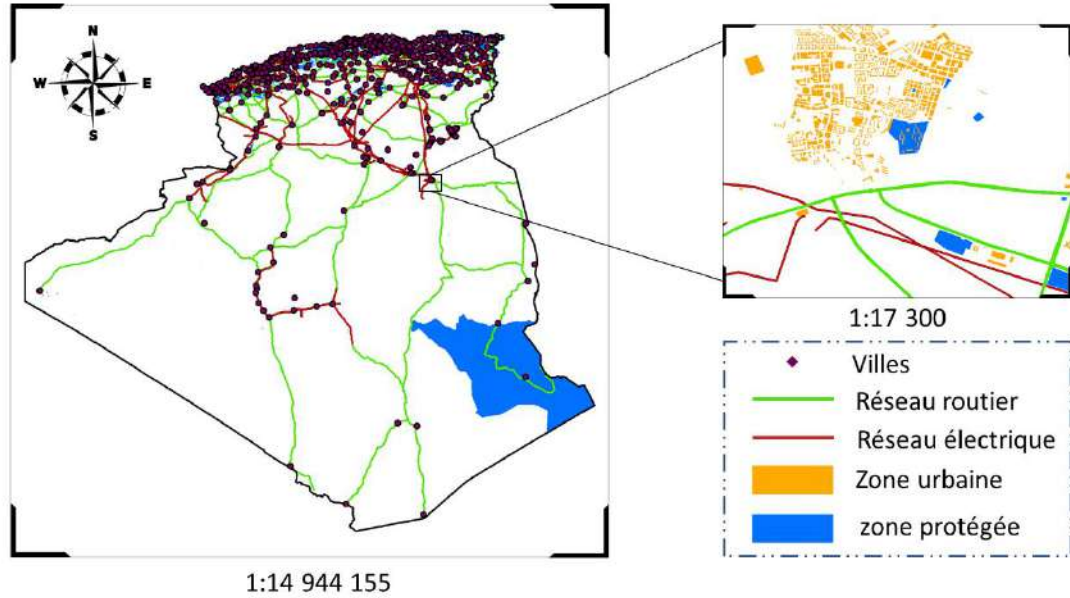 N
W
E
S
1:14 944 155
1:17 300
Villes
Réseau routier
Réseau électrique
Zone urbaine
zone protégée